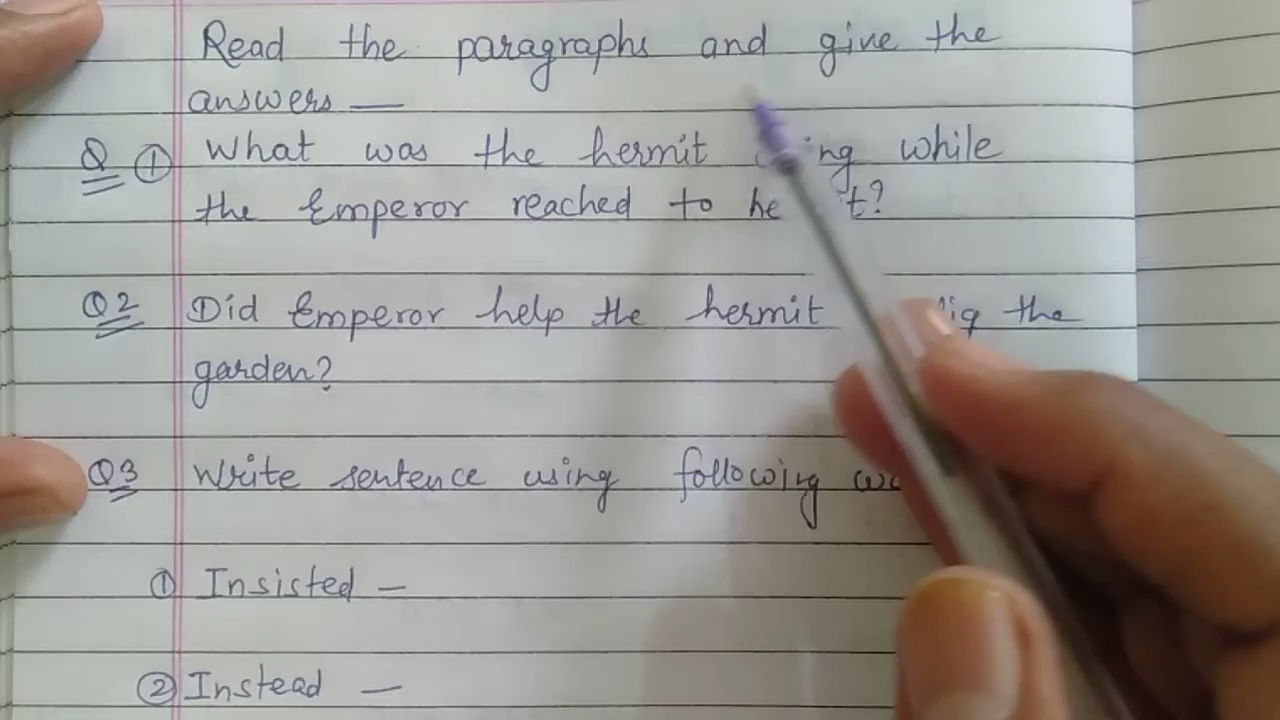 Read the paragraphs and give the
answers —
Q ① What was the hermit while
the Emperor reached to
Q2 Did Emperor help the hermit the
garden?
Q3 Write sentence using following
① Insisted —
② Instead —